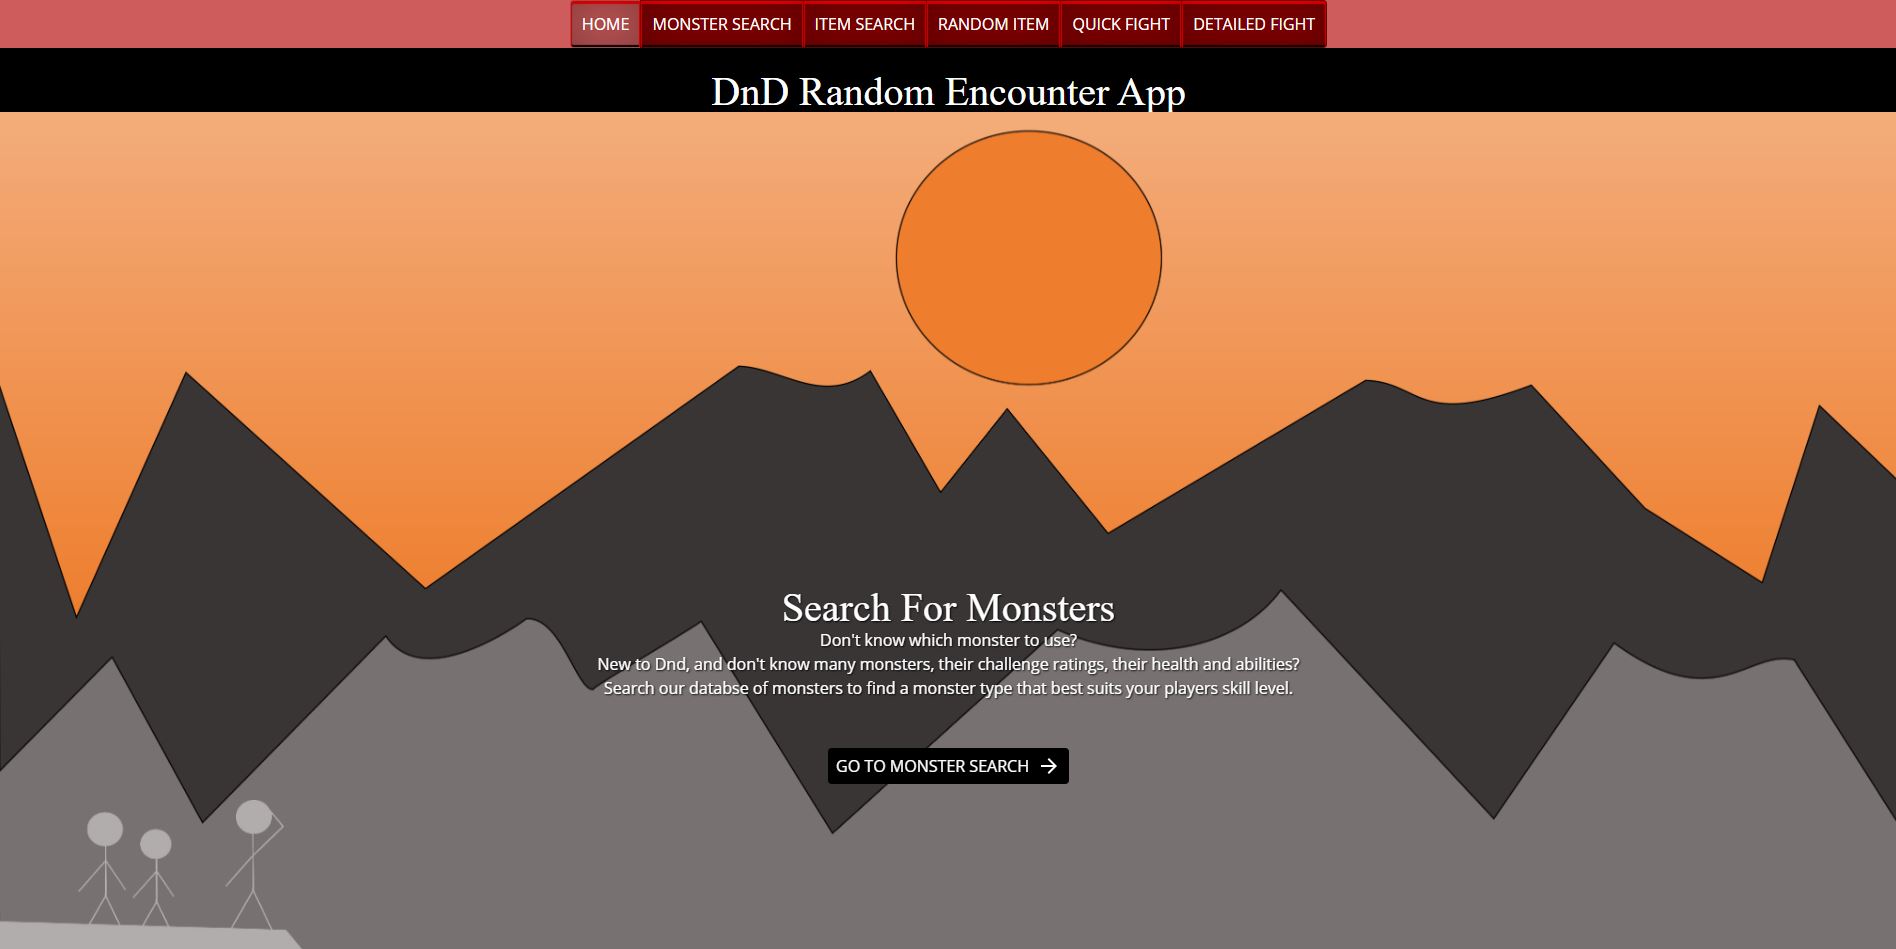 HOME MONSTER SEARCH ITEM SEARCH RANDOM ITEM QUICK FIGHT DETAILED FIGHT
DnD Random Encounter App
Search For Monsters
Don't know which monster to use?
New to Dnd, and don't know many monsters, their challenge ratings, their health and abilities?
Search our databse of monsters to find a monster type that best suits your players skill level.
GO TO MONSTER SEARCH →